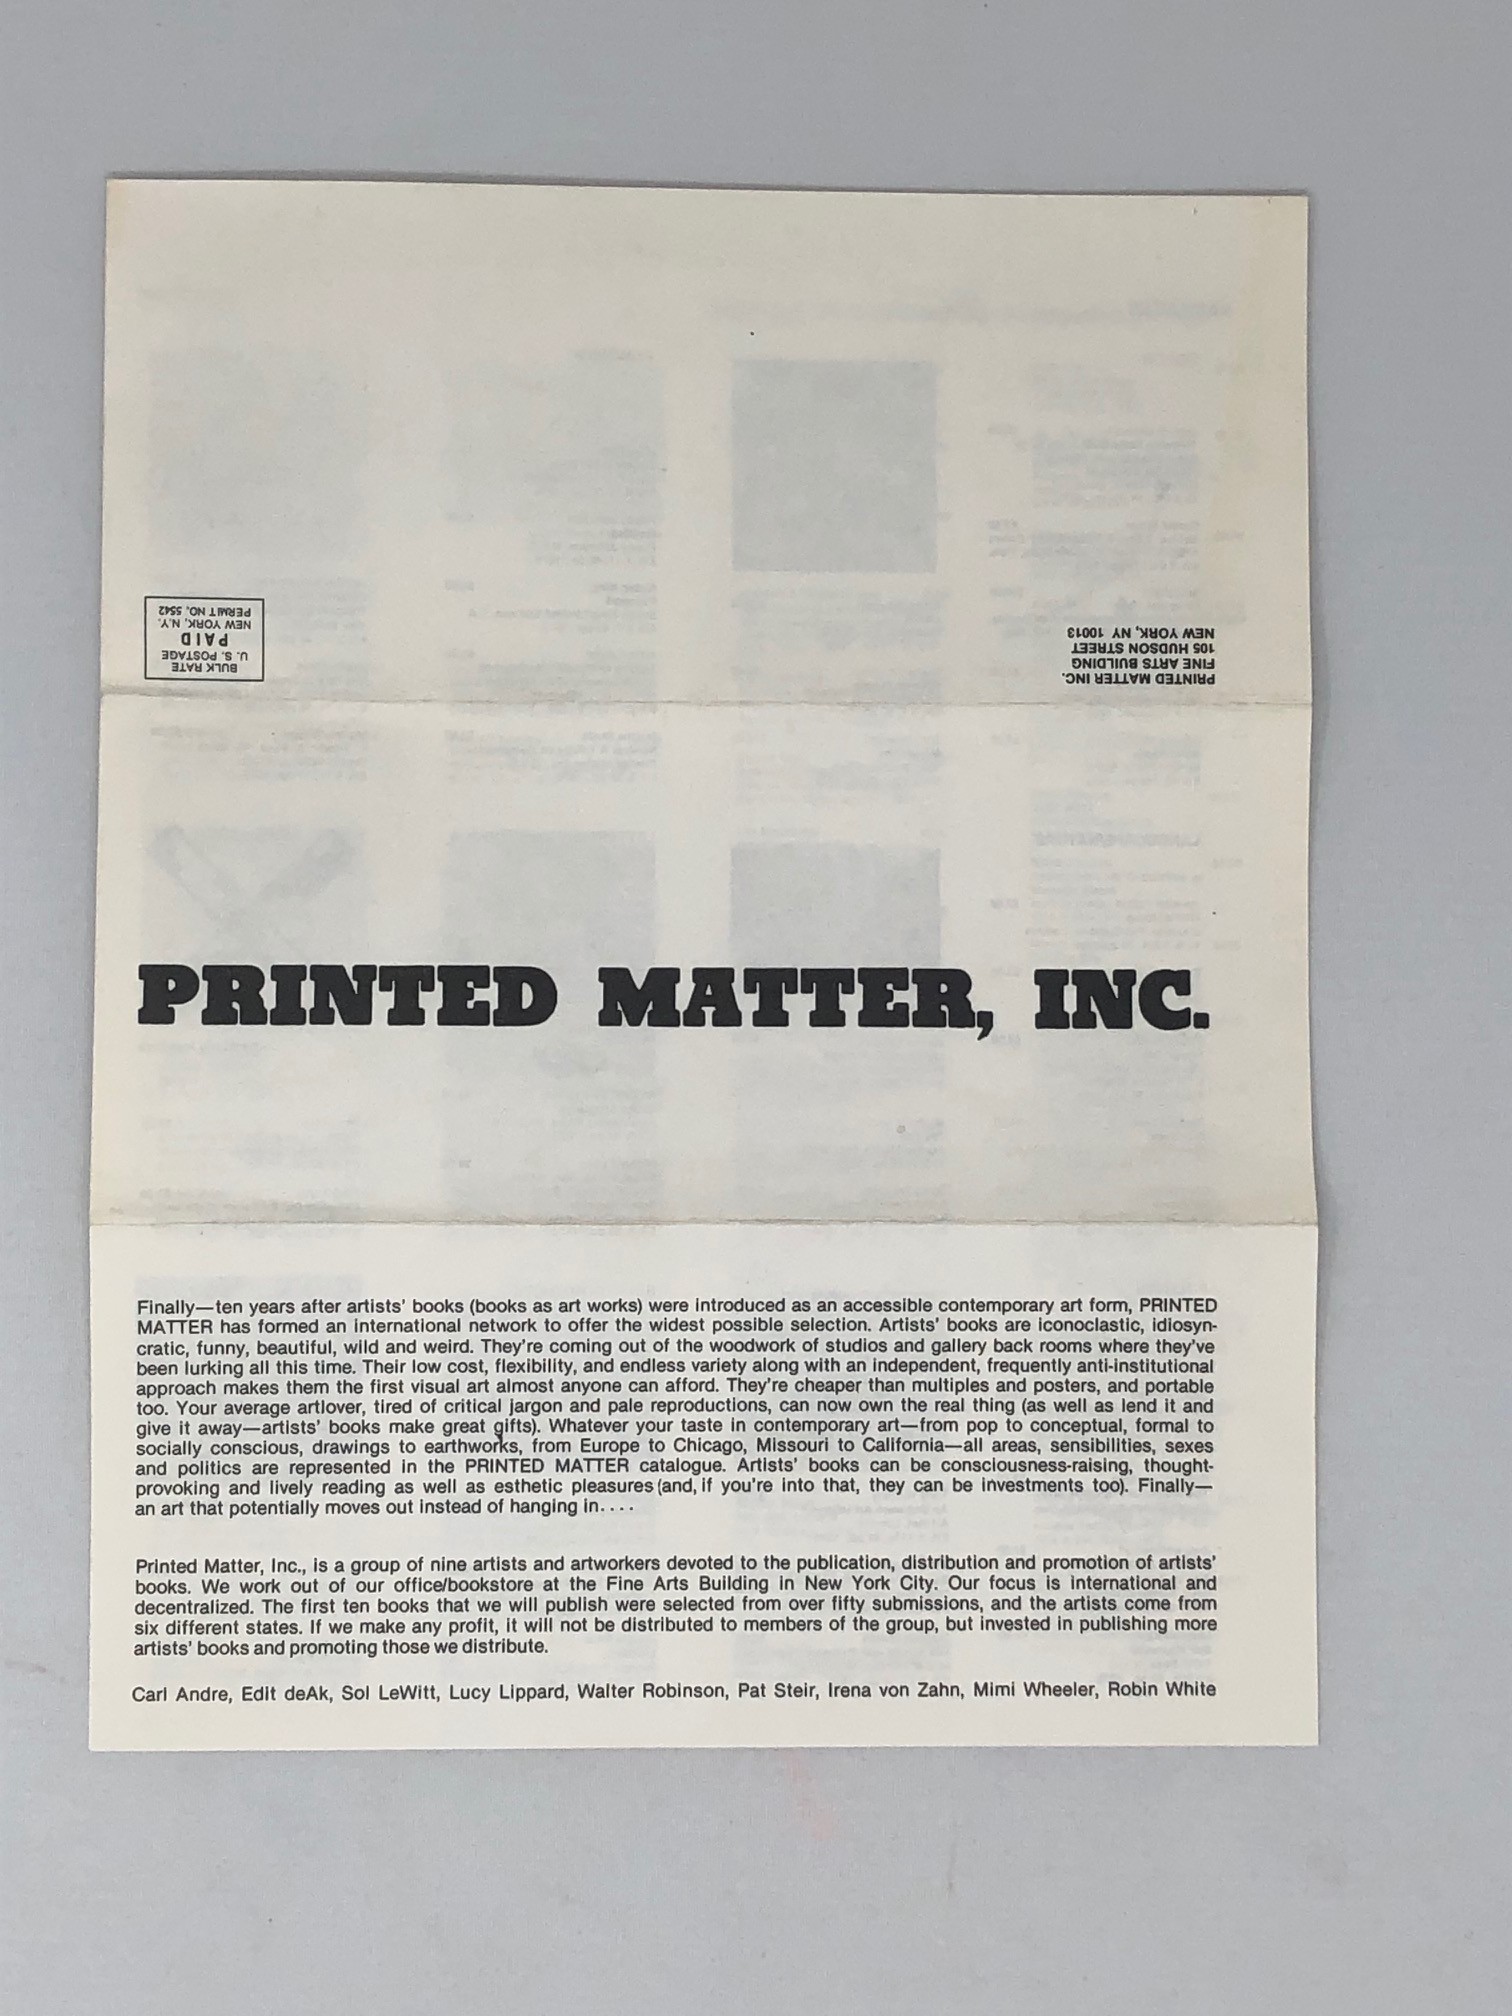 BULK RATE
U. S. POSTAGE
PAID
NEW YORK, N.Y.
PERMIT NO. 5542
PRINTED MATTER INC.
FINE ARTS BUILDING
105 HUDSON STREET
NEW YORK, NY 10013
PRINTED MATTER, INC.
Finally—ten years after artists' books (books as art works) were introduced as an accessible contemporary art form, PRINTED
MATTER has formed an international network to offer the widest possible selection. Artists' books are iconoclastic, idiosyn-
cratic, funny, beautiful, wild and weird. They're coming out of the woodwork of studios and gallery back rooms where they've
been lurking all this time. Their low cost, flexibility, and endless variety along with an independent, frequently anti-institutional
approach makes them the first visual art almost anyone can afford. They're cheaper than multiples and posters, and portable
too. Your average artlover, tired of critical jargon and pale reproductions, can now own the real thing (as well as lend it and
give it away—artists' books make great gifts). Whatever your taste in contemporary art—from pop to conceptual, formal to
socially conscious, drawings to earthworks, from Europe to Chicago, Missouri to California—all areas, sensibilities, sexes
and politics are represented in the PRINTED MATTER catalogue. Artists' books can be consciousness-raising, thought-
provoking and lively reading as well as esthetic pleasures (and, if you're into that, they can be investments too). Finally—
an art that potentially moves out instead of hanging in....
Printed Matter, Inc., is a group of nine artists and artworkers devoted to the publication, distribution and promotion of artists'
books. We work out of our office/bookstore at the Fine Arts Building in New York City. Our focus is international and
decentralized. The first ten books that we will publish were selected from over fifty submissions, and the artists come from
six different states. If we make any profit, it will not be distributed to members of the group, but invested in publishing more
artists' books and promoting those we distribute.
Carl Andre, Edit deAk, Sol LeWitt, Lucy Lippard, Walter Robinson, Pat Steir, Irena von Zahn, Mimi Wheeler, Robin White